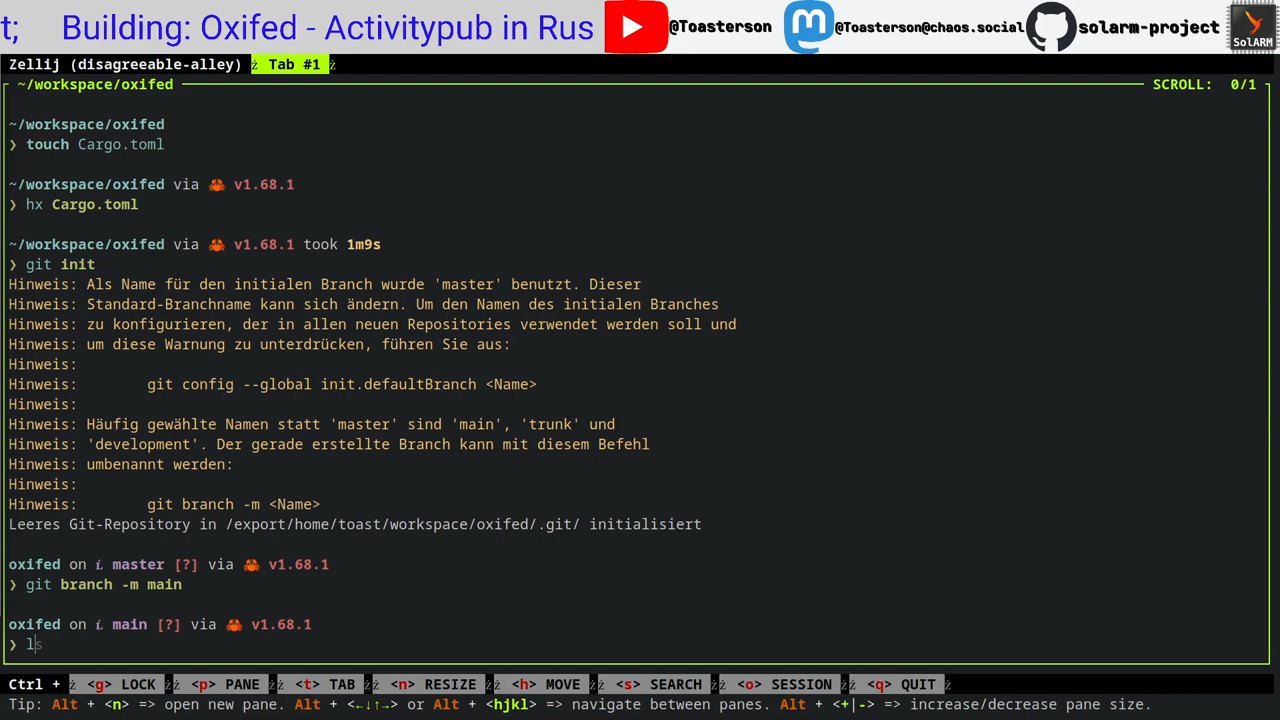 t;    Building: Oxifed - Activitypub in Rus @Toasterson @Toasterson@chaos.social solarm-project SolARM
Zellij (disagreeable-alley) Tab #1
~/workspace/oxifed SCROLL: 0/1
~/workspace/oxifed
❯ touch Cargo.toml
~/workspace/oxifed via 🦀 v1.68.1
❯ hx Cargo.toml
~/workspace/oxifed via 🦀 v1.68.1 took 1m9s
❯ git init
Hinweis: Als Name für den initialen Branch wurde 'master' benutzt. Dieser
Hinweis: Standard-Branchname kann sich ändern. Um den Namen des initialen Branches
Hinweis: zu konfigurieren, der in allen neuen Repositories verwendet werden soll und
Hinweis: um diese Warnung zu unterdrücken, führen Sie aus:
Hinweis:
Hinweis:        git config --global init.defaultBranch <Name>
Hinweis:
Hinweis: Häufig gewählte Namen statt 'master' sind 'main', 'trunk' und
Hinweis: 'development'. Der gerade erstellte Branch kann mit diesem Befehl
Hinweis: umbenannt werden:
Hinweis:
Hinweis:        git branch -m <Name>
Leeres Git-Repository in /export/home/toast/workspace/oxifed/.git/ initialisiert
oxifed on master [?] via 🦀 v1.68.1
❯ git branch -m main
oxifed on main [?] via 🦀 v1.68.1
❯ ls
Ctrl + <g> LOCK <p> PANE <t> TAB <n> RESIZE <h> MOVE <s> SEARCH <o> SESSION <q> QUIT
Tip: Alt + <n> => open new pane. Alt + <←↓↑→> or Alt + <hjkl> => navigate between panes. Alt + <+|-> => increase/decrease pane size.